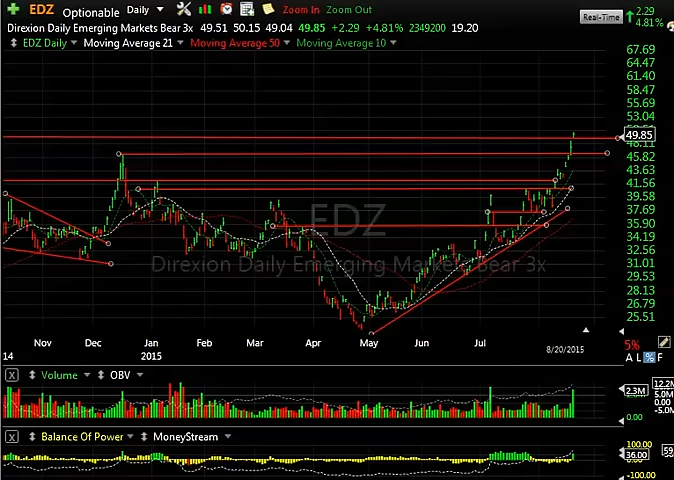 EDZ Optionable Daily Zoom In Zoom Out Real-Time 2.29
4.81%
Direxion Daily Emerging Markets Bear 3x 49.51 50.15 49.04 49.85 +2.29 +4.81% 2349200 19.20
EDZ Daily Moving Average 21 Moving Average 50 Moving Average 10
67.69
64.47
61.40
58.47
55.69
53.04
49.85
48.11
45.82
43.63
41.56
39.58
37.69
35.90
34.19
32.56
31.01
29.53
28.13
26.79
25.51
EDZ
Direxion Daily Emerging Markets Bear 3x
Nov Dec Jan Feb Mar Apr May Jun Jul 5%
14 2015 8/20/2015 A L % F
X Volume OBV
2.3M 12.2M
5.0M
0.00 0.00
-5.0M
X Balance Of Power MoneyStream
100.00
36.00 59
-100.00